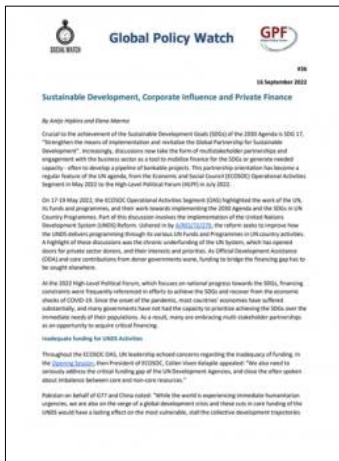 SOCIAL WATCH
Global Policy Watch
GPF
#36
16 September 2022
Sustainable Development, Corporate Influence and Private Finance
By Antje Hipkins and Elena Marmo
Crucial to the achievement of the Sustainable Development Goals (SDGs) of the 2030 Agenda is SDG 17,
"Strengthen the means of implementation and revitalize the Global Partnership for Sustainable
Development". Increasingly, discussions now take the form of multistakeholder partnerships and
engagement with the business sector as a tool to mobilize finance for the SDGs or generate needed
capacity - often to develop a pipeline of bankable projects. This partnership orientation has become a
regular feature of the UN agenda, from the Economic and Social Council (ECOSOC) Operational Activities
Segment in May 2022 to the High-Level Political Forum (HLPF) in July 2022.
On 17-19 May 2022, the ECOSOC Operational Activities Segment (OAS) highlighted the work of the UN,
its funds and programmes, and their work towards implementing the 2030 Agenda and the SDGs in UN
Country Programmes. Part of this discussion involves the implementation of the United Nations
Development System (UNDS) Reform. Ushered in by A/RES/72/279, the reform seeks to improve how
the UNDS delivers programming through its various UN Funds and Programmes in UN country activities.
A highlight of these discussions was the chronic underfunding of the UN System, which has opened
doors for private sector donors, and their interests and priorities. As Official Development Assistance
(ODA) and core contributions from donor governments wane, funding to bridge the financing gap has to
be sought elsewhere.
At the 2022 High-Level Political Forum, which focuses on national progress towards the SDGs, financing
constraints were frequently referenced in efforts to achieve the SDGs and recover from the economic
shocks of COVID-19. Since the onset of the pandemic, most countries' economies have suffered
substantially, and many governments have not had the capacity to prioritize achieving the SDGs over the
immediate needs of their populations. As a result, many are embracing multi-stakeholder partnerships
as an opportunity to acquire critical financing.
Inadequate funding for UNDS Activities
Throughout the ECOSOC OAS, UN leadership echoed concerns regarding the inadequacy of funding. In
the Opening Session, then President of ECOSOC, Collen Vixen Kelapile appealed: "We also need to
seriously address the critical funding gap of the UN Development Agencies, and close the often spoken
about imbalance between core and non-core resources."
Pakistan on behalf of G77 and China noted: "While the world is experiencing immediate humanitarian
urgencies, we are also on the verge of a global development crisis and these cuts in core funding of the
UNDS would have a lasting effect on the most vulnerable, stall the collective development trajectories